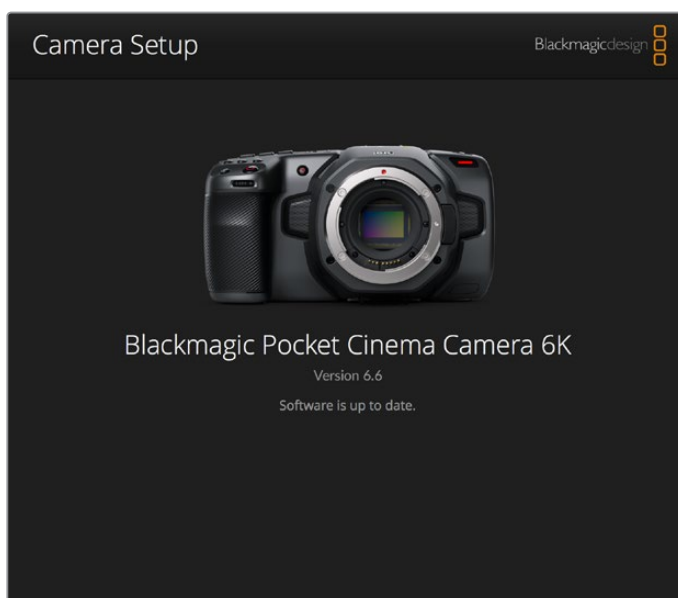 Camera Setup
Blackmagicdesign
Blackmagic Pocket Cinema Camera 6K
Version 6.6
Software is up to date.